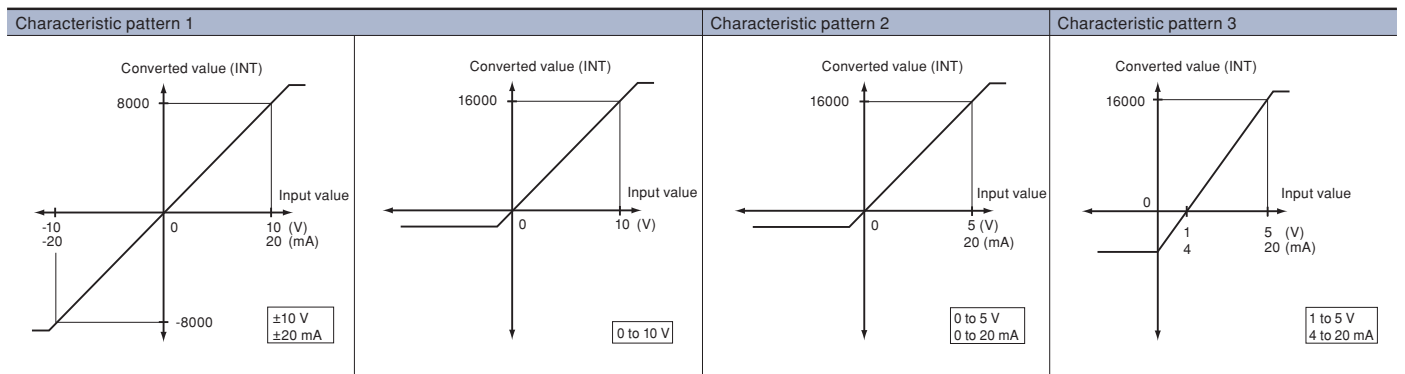 Characteristic pattern 1
Characteristic pattern 2
Characteristic pattern 3
Converted value (INT)
8000
Input value
-10
-20
0
10 (V)
20 (mA)
-8000
±10 V
±20 mA
Converted value (INT)
16000
Input value
0
10 (V)
0 to 10 V
Converted value (INT)
16000
Input value
0
5 (V)
20 (mA)
0 to 5 V
0 to 20 mA
Converted value (INT)
16000
Input value
0
1
4
5 (V)
20 (mA)
1 to 5 V
4 to 20 mA